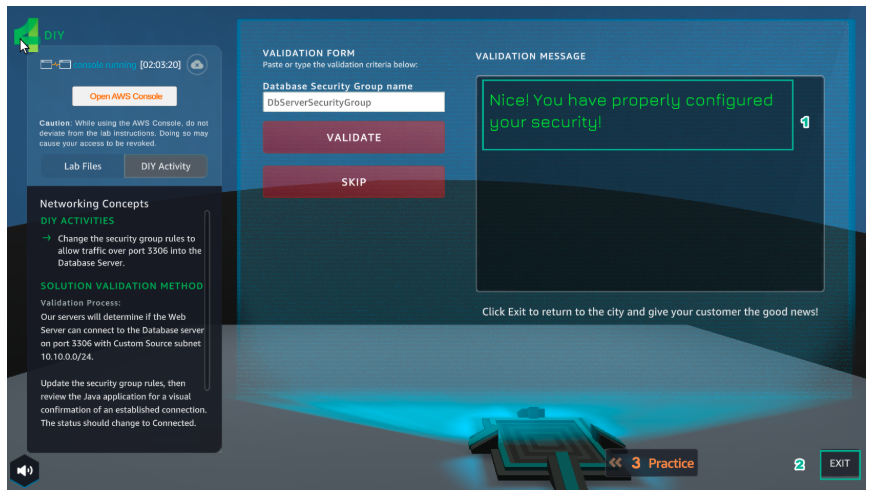 DIY
console running [02:03:20]
Open AWS Console
Caution: While using the AWS Console, do not
deviate from the lab instructions. Doing so may
cause your access to be revoked.
Lab Files
DIY Activity
Networking Concepts
DIY ACTIVITIES
→ Change the security group rules to
allow traffic over port 3306 into the
Database Server.
SOLUTION VALIDATION METHOD
Validation Process:
Our servers will determine if the Web
Server can connect to the Database server
on port 3306 with Custom Source subnet
10.10.0.0/24.
Update the security group rules, then
review the Java application for a visual
confirmation of an established connection.
The status should change to Connected.
VALIDATION FORM
Paste or type the validation criteria below:
Database Security Group name
DbServerSecurityGroup
VALIDATE
SKIP
VALIDATION MESSAGE
Nice! You have properly configured
your security!
1
Click Exit to return to the city and give your customer the good news!
3 Practice
2
EXIT